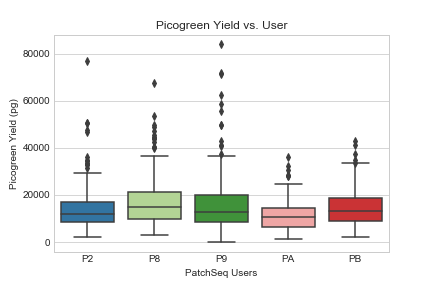 Picogreen Yield vs. User
Picogreen Yield (pg)
80000
60000
40000
20000
0
P2 P8 P9 PA PB
PatchSeq Users